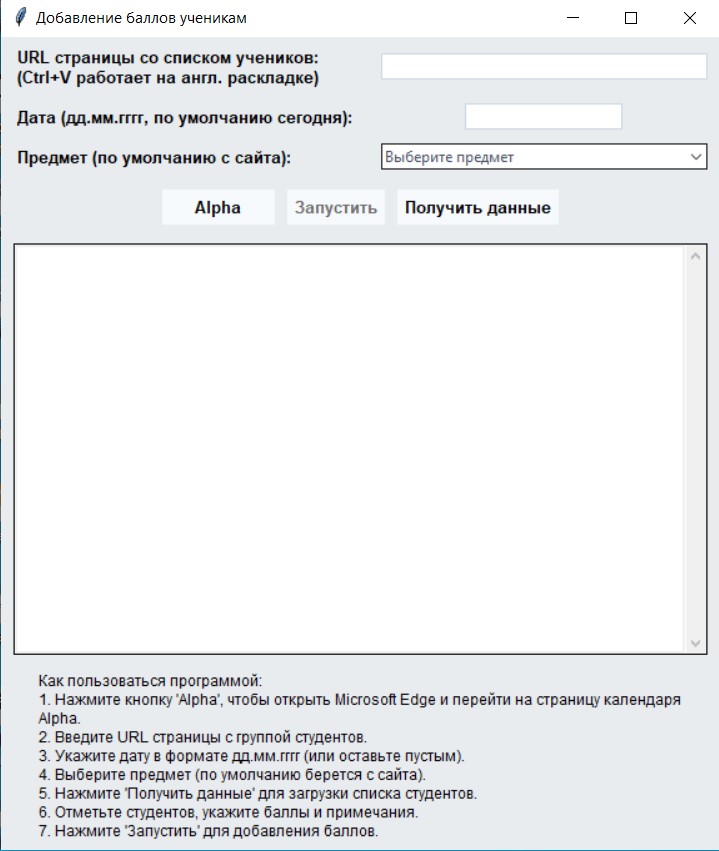 Добавление баллов ученикам
URL страницы со списком учеников:
(Ctrl+V работает на англ. раскладке)
Дата (дд.мм.гггг, по умолчанию сегодня):
Предмет (по умолчанию с сайта):
Выберите предмет
Alpha
Запустить
Получить данные
Как пользоваться программой:
1. Нажмите кнопку 'Alpha', чтобы открыть Microsoft Edge и перейти на страницу календаря
Alpha.
2. Введите URL страницы с группой студентов.
3. Укажите дату в формате дд.мм.гггг (или оставьте пустым).
4. Выберите предмет (по умолчанию берется с сайта).
5. Нажмите 'Получить данные' для загрузки списка студентов.
6. Отметьте студентов, укажите баллы и примечания.
7. Нажмите 'Запустить' для добавления баллов.